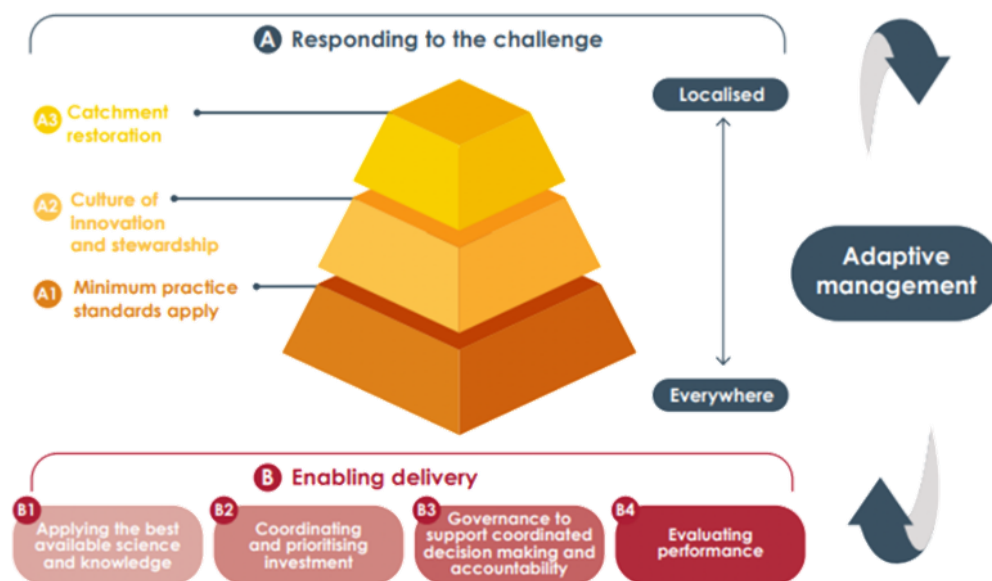 A Responding to the challenge
A3 Catchment
restoration
A2 Culture of
Innovation
and stewardship
A1 Minimum practice
standards apply
Localised
Everywhere
Adaptive
management
B Enabling delivery
B1
Applying the best
available science
and knowledge
B2
Coordinating
and prioritising
investment
B3
Governance to
support coordinated
decision making and
accountability
B4
Evaluating
performance